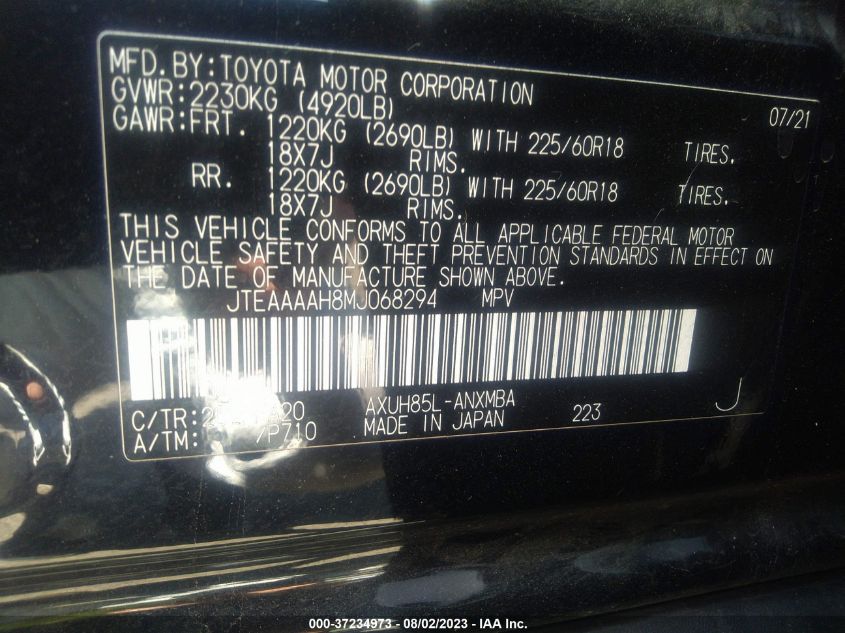 MFD.BY:TOYOTA MOTOR CORPORATION 07/21
GVWR:2230KG (4920LB)
GAWR:FRT. 1220KG (2690LB) WITH 225/60R18 TIRES.
18X7J RIMS.
RR. 1220KG (2690LB) WITH 225/60R18 TIRES.
18X7J RIMS.
THIS VEHICLE CONFORMS TO ALL APPLICABLE FEDERAL MOTOR
VEHICLE SAFETY AND THEFT PREVENTION STANDARDS IN EFFECT ON
THE DATE OF MANUFACTURE SHOWN ABOVE.
JTEAAAAH8MJ068294 MPV
C/TR: AXUH85L-ANXMBA 223 J
A/TM: /P710 MADE IN JAPAN
000-37234973 - 08/02/2023 - IAA Inc.